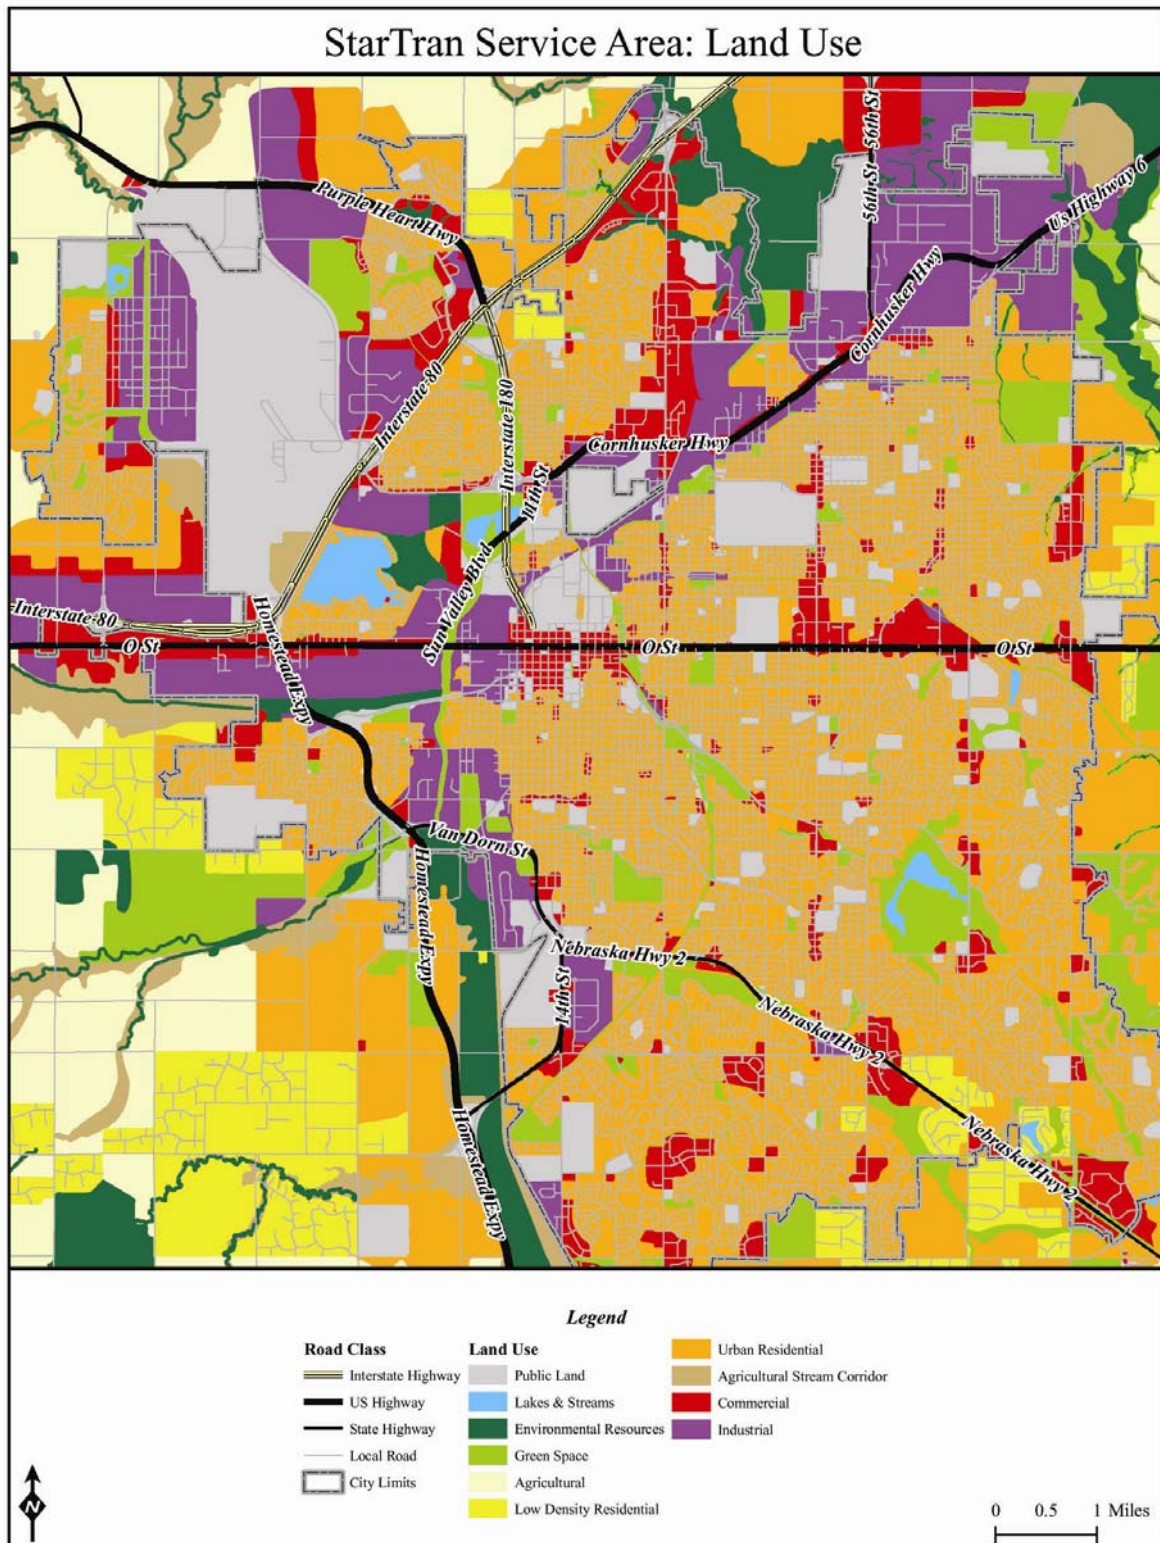 StarTran Service Area: Land Use
56th St
56th St
Us Highway 6
Purple Heart Hwy
Cornhusker Hwy
Interstate-80
Interstate-180
Cornhusker Hwy
11th St
Sun Valley Blvd
Interstate-80
Homestead Expy
O St
O St
O St
Van Dorn St
Homestead Expy
Nebraska Hwy 2
14th St
Nebraska Hwy 2
Homestead Expy
Nebraska Hwy 2
Legend
Road Class
Interstate Highway
US Highway
State Highway
Local Road
City Limits
Land Use
Public Land
Lakes & Streams
Environmental Resources
Green Space
Agricultural
Low Density Residential
Urban Residential
Agricultural Stream Corridor
Commercial
Industrial
N
0 0.5 1 Miles